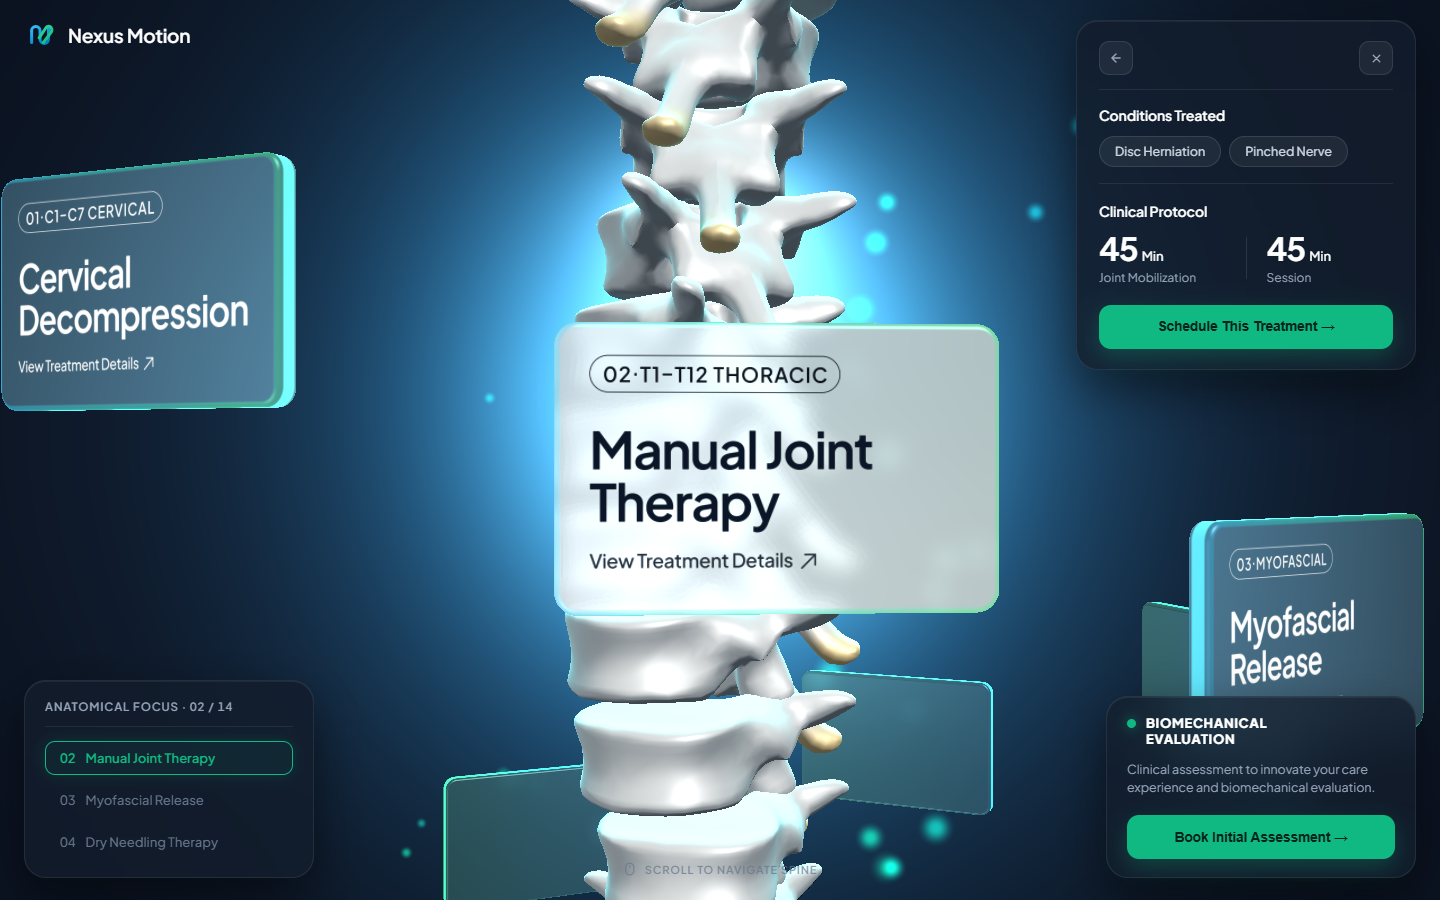 Nexus Motion
01·C1–C7 CERVICAL
Cervical
Decompression
View Treatment Details ↗
02·T1–T12 THORACIC
Manual Joint
Therapy
View Treatment Details ↗
Conditions Treated
Disc Herniation
Pinched Nerve
Clinical Protocol
45 Min
Joint Mobilization
45 Min
Session
Schedule This Treatment →
03·MYOFASCIAL
Myofascial
Release
ANATOMICAL FOCUS · 02 / 14
02 Manual Joint Therapy
03 Myofascial Release
04 Dry Needling Therapy
BIOMECHANICAL
EVALUATION
Clinical assessment to innovate your care
experience and biomechanical evaluation.
Book Initial Assessment →
SCROLL TO NAVIGATE SPINE